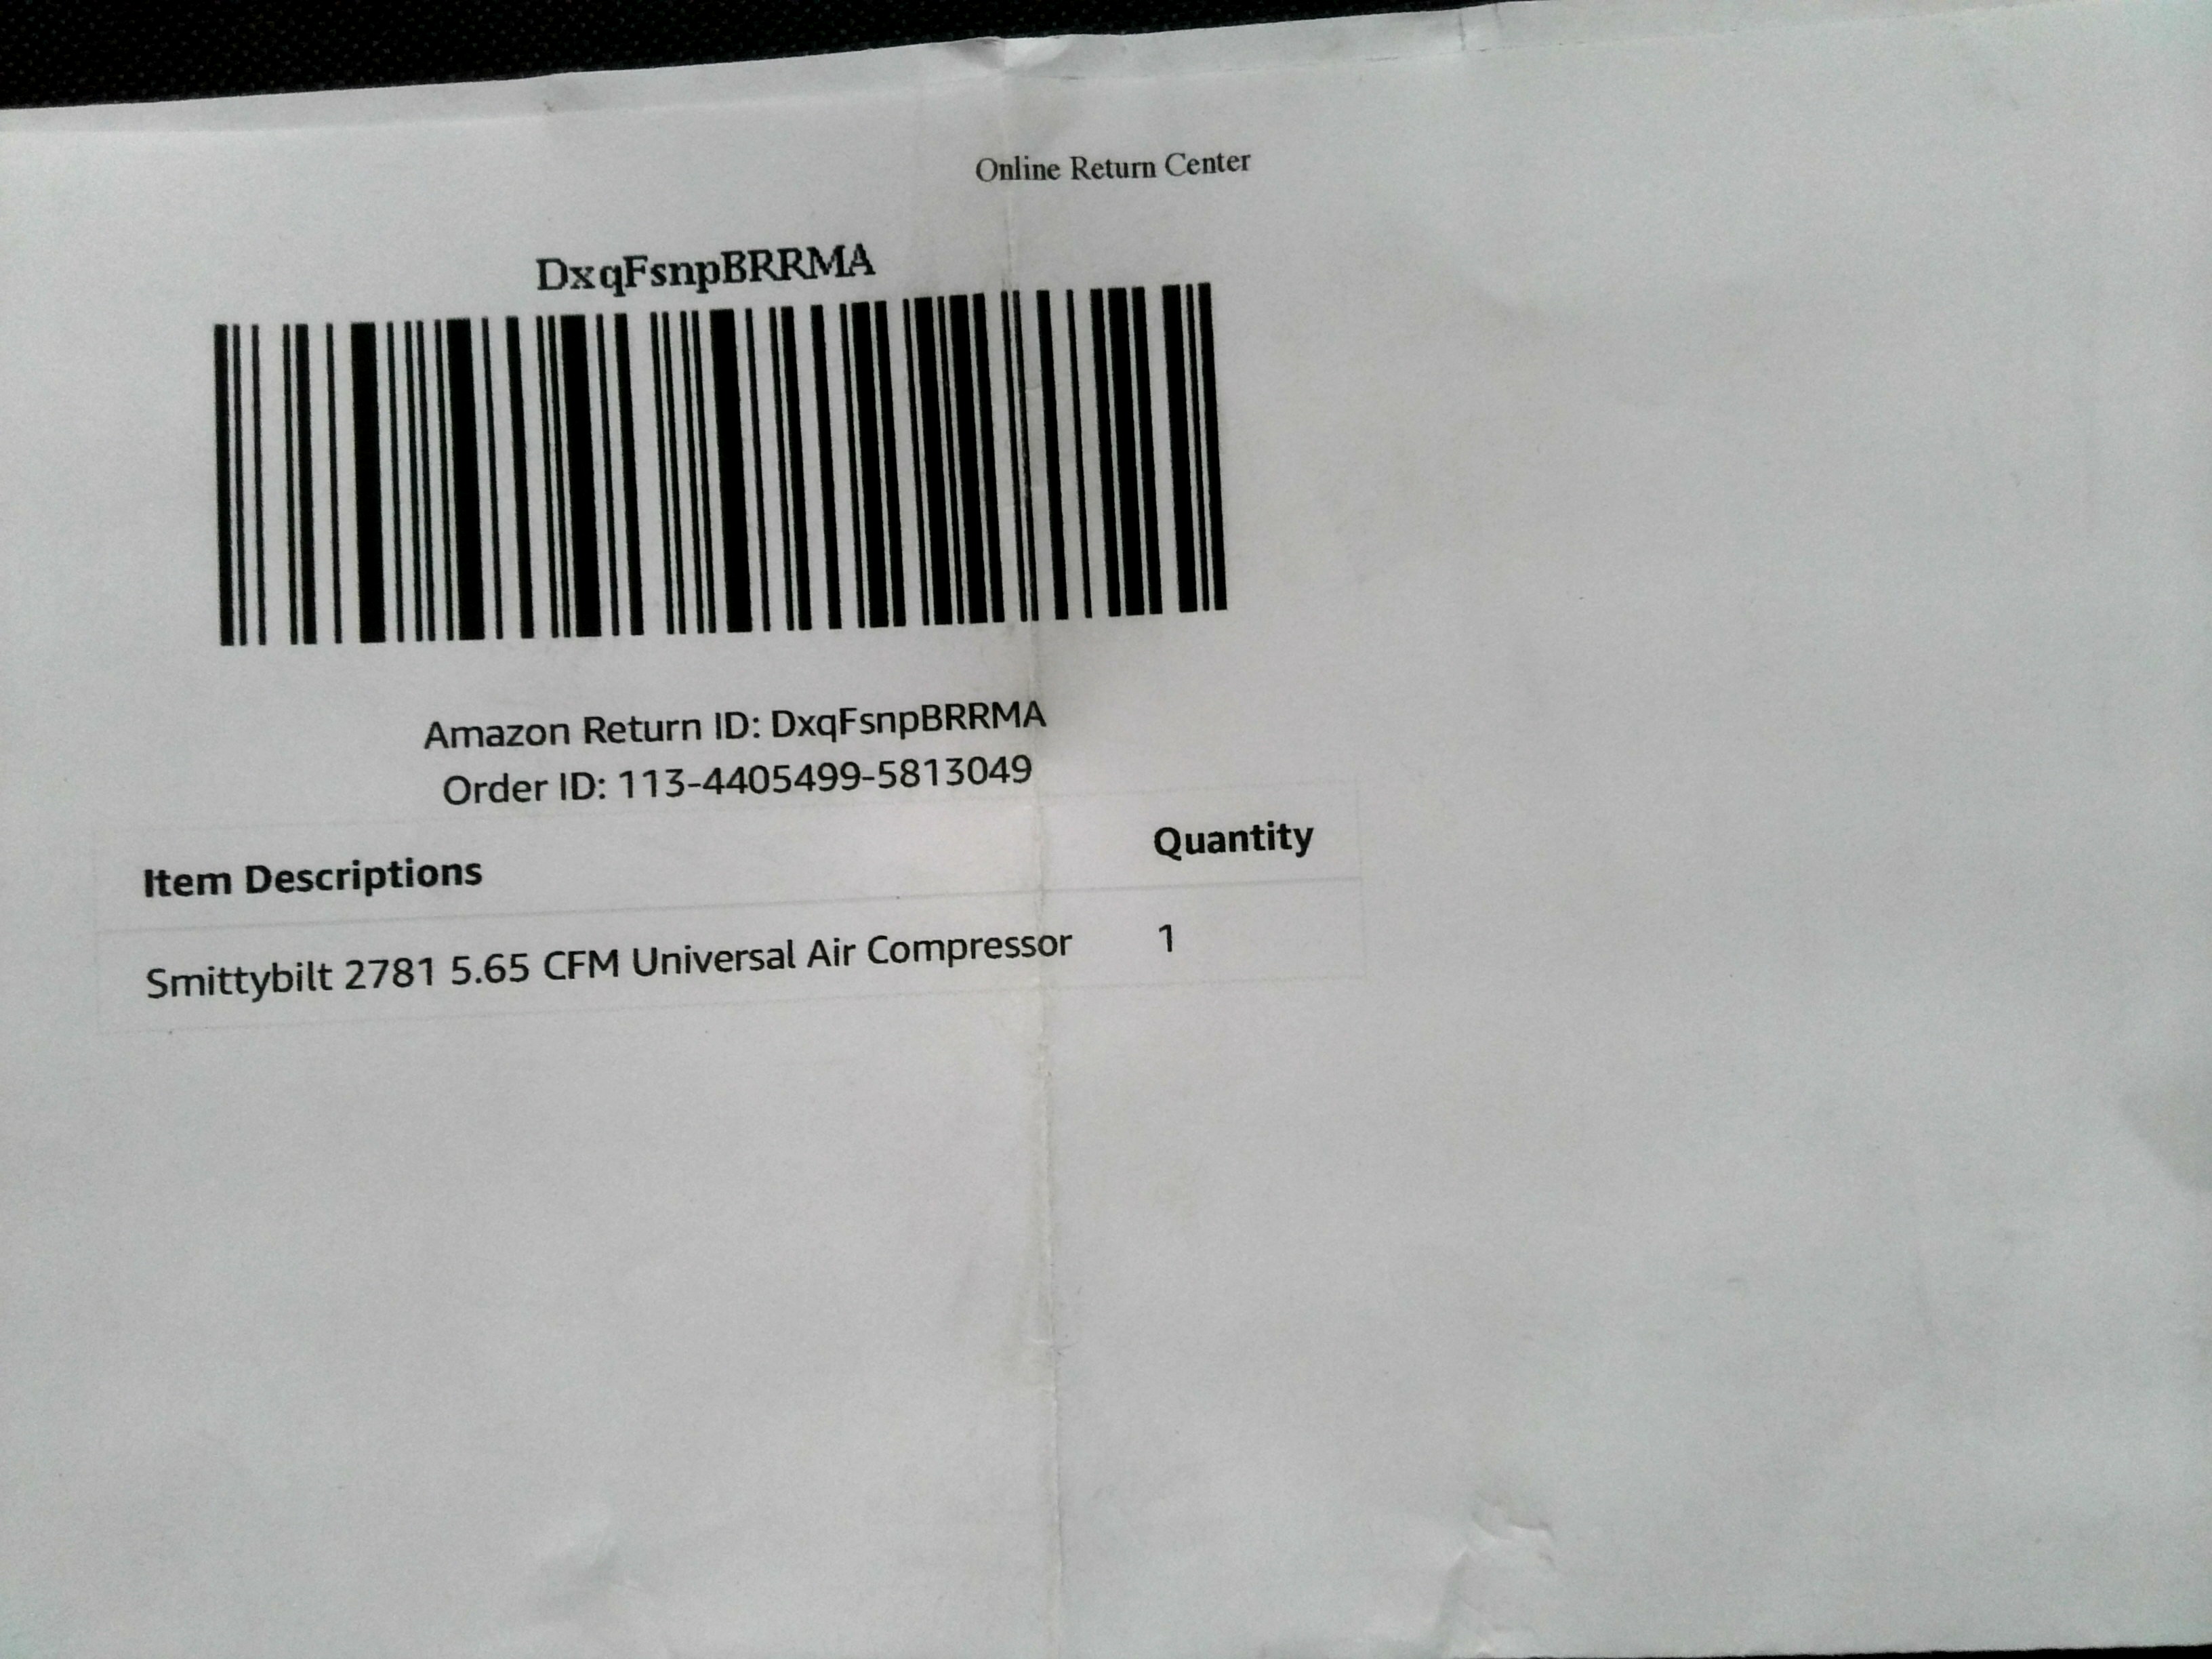 Online Return Center
DxqFsnpBRRMA
Amazon Return ID: DxqFsnpBRRMA
Order ID: 113-4405499-5813049
Item Descriptions Quantity
Smittybilt 2781 5.65 CFM Universal Air Compressor 1